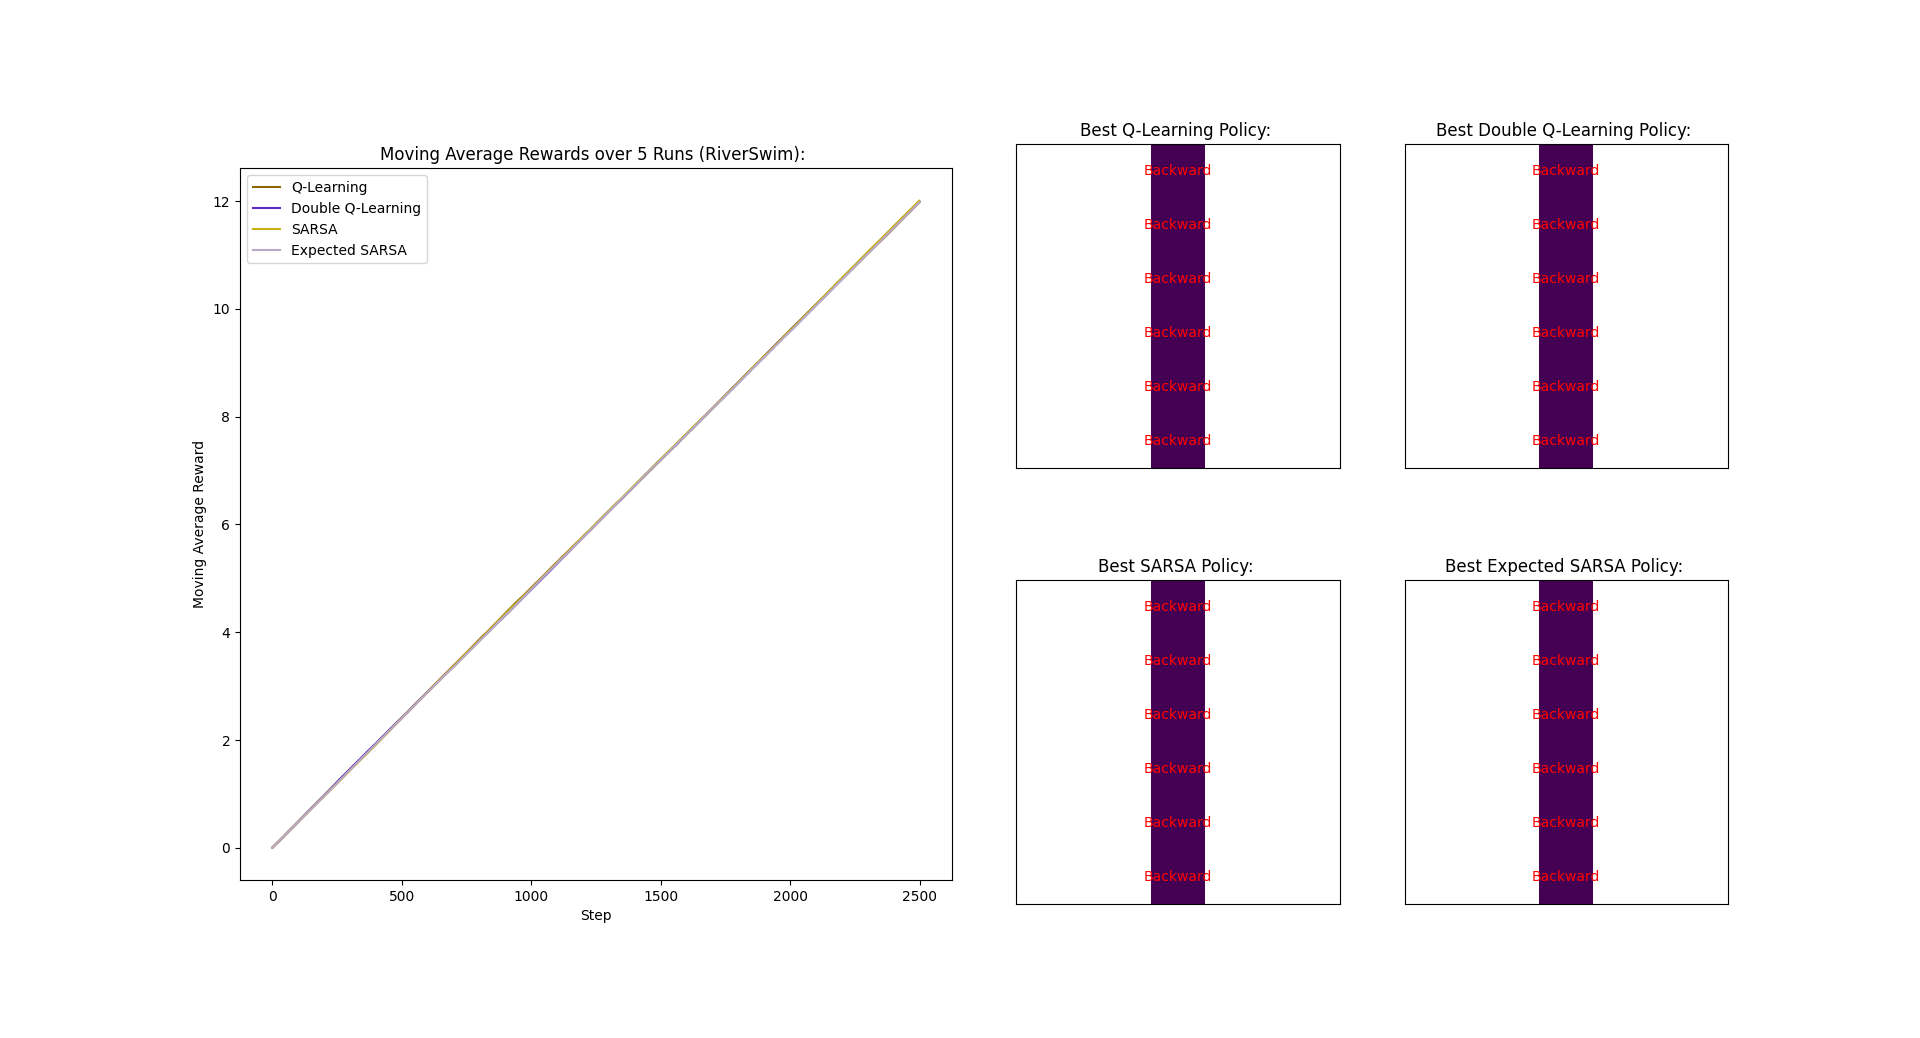 Moving Average Rewards over 5 Runs (RiverSwim):
Q-Learning
Double Q-Learning
SARSA
Expected SARSA
12
10
8
6
4
2
0
Moving Average Reward
0 500 1000 1500 2000 2500
Step
Best Q-Learning Policy:
Backward
Backward
Backward
Backward
Backward
Backward
Best Double Q-Learning Policy:
Backward
Backward
Backward
Backward
Backward
Backward
Best SARSA Policy:
Backward
Backward
Backward
Backward
Backward
Backward
Best Expected SARSA Policy:
Backward
Backward
Backward
Backward
Backward
Backward